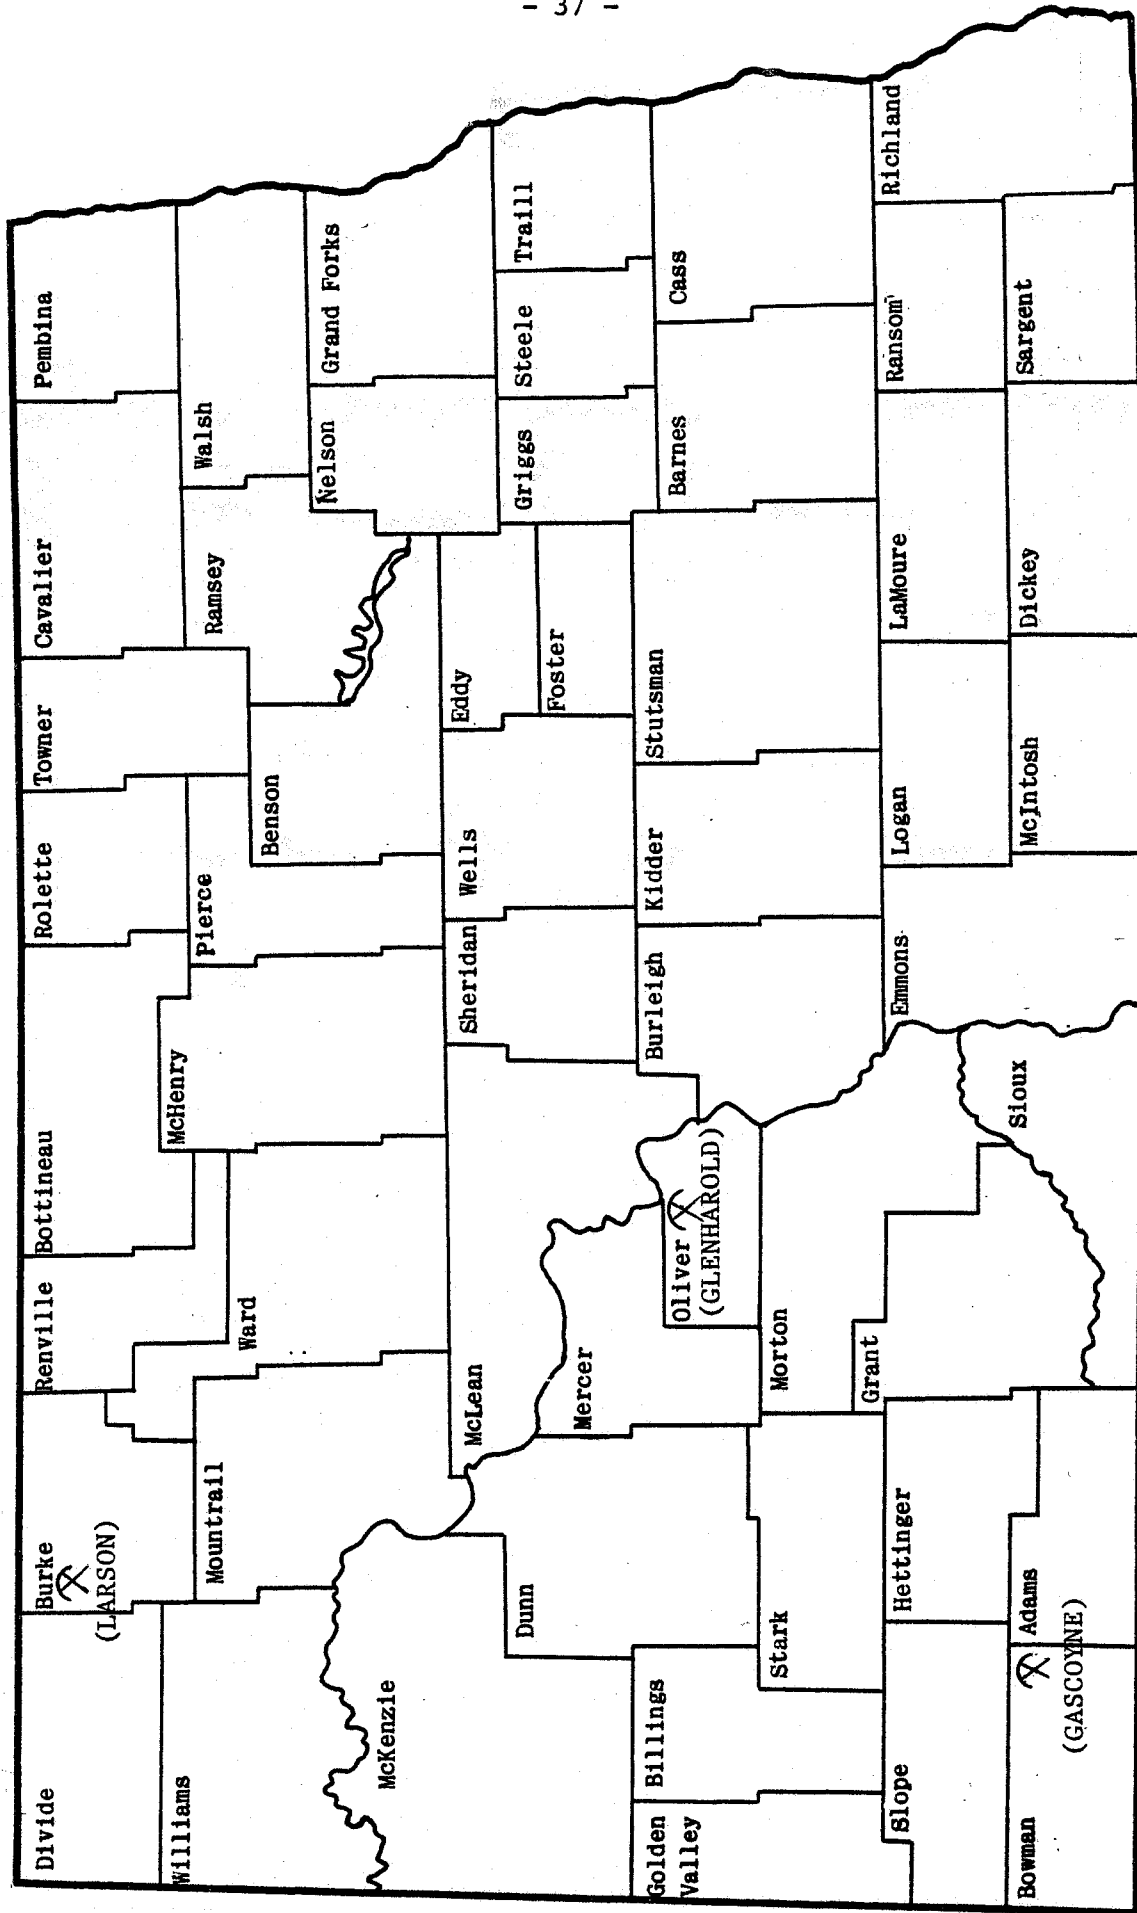 - 37 -
Divide
Burke
(LARSON)
Renville
Bottineau
Rolette
Towner
Cavalier
Pembina
Williams
Mountrail
Ward
McHenry
Pierce
Benson
Ramsey
Walsh
Nelson
Grand Forks
McKenzie
Dunn
McLean
Mercer
Oliver
(GLENHAROLD)
Sheridan
Wells
Eddy
Foster
Griggs
Steele
Traill
Golden
Valley
Billings
Stark
Morton
Burleigh
Kidder
Stutsman
Barnes
Cass
Slope
Hettinger
Grant
Sioux
Emmons
Logan
LaMoure
Ransom
Richland
Bowman
(GASCOYNE)
Adams
McIntosh
Dickey
Sargent